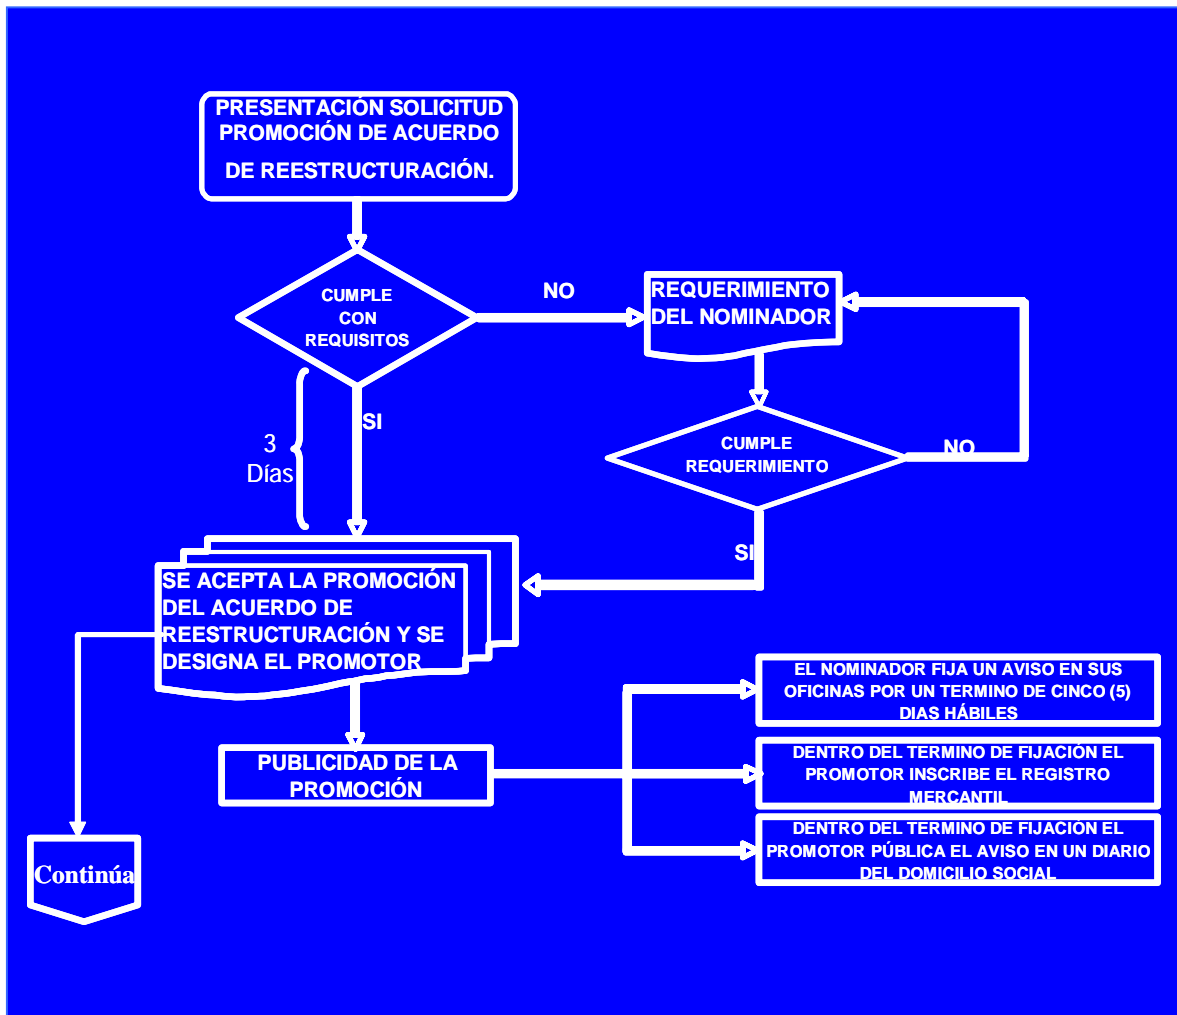 PRESENTACIÓN SOLICITUD
PROMOCIÓN DE ACUERDO
DE REESTRUCTURACIÓN.
CUMPLE
CON
REQUISITOS
NO
REQUERIMIENTO
DEL NOMINADOR
SI
3
Días
CUMPLE
REQUERIMIENTO
NO
SI
SE ACEPTA LA PROMOCIÓN
DEL ACUERDO DE
REESTRUCTURACIÓN Y SE
DESIGNA EL PROMOTOR
PUBLICIDAD DE LA
PROMOCIÓN
EL NOMINADOR FIJA UN AVISO EN SUS
OFICINAS POR UN TERMINO DE CINCO (5)
DIAS HÁBILES
DENTRO DEL TERMINO DE FIJACIÓN EL
PROMOTOR INSCRIBE EL REGISTRO
MERCANTIL
DENTRO DEL TERMINO DE FIJACIÓN EL
PROMOTOR PÚBLICA EL AVISO EN UN DIARIO
DEL DOMICILIO SOCIAL
Continúa